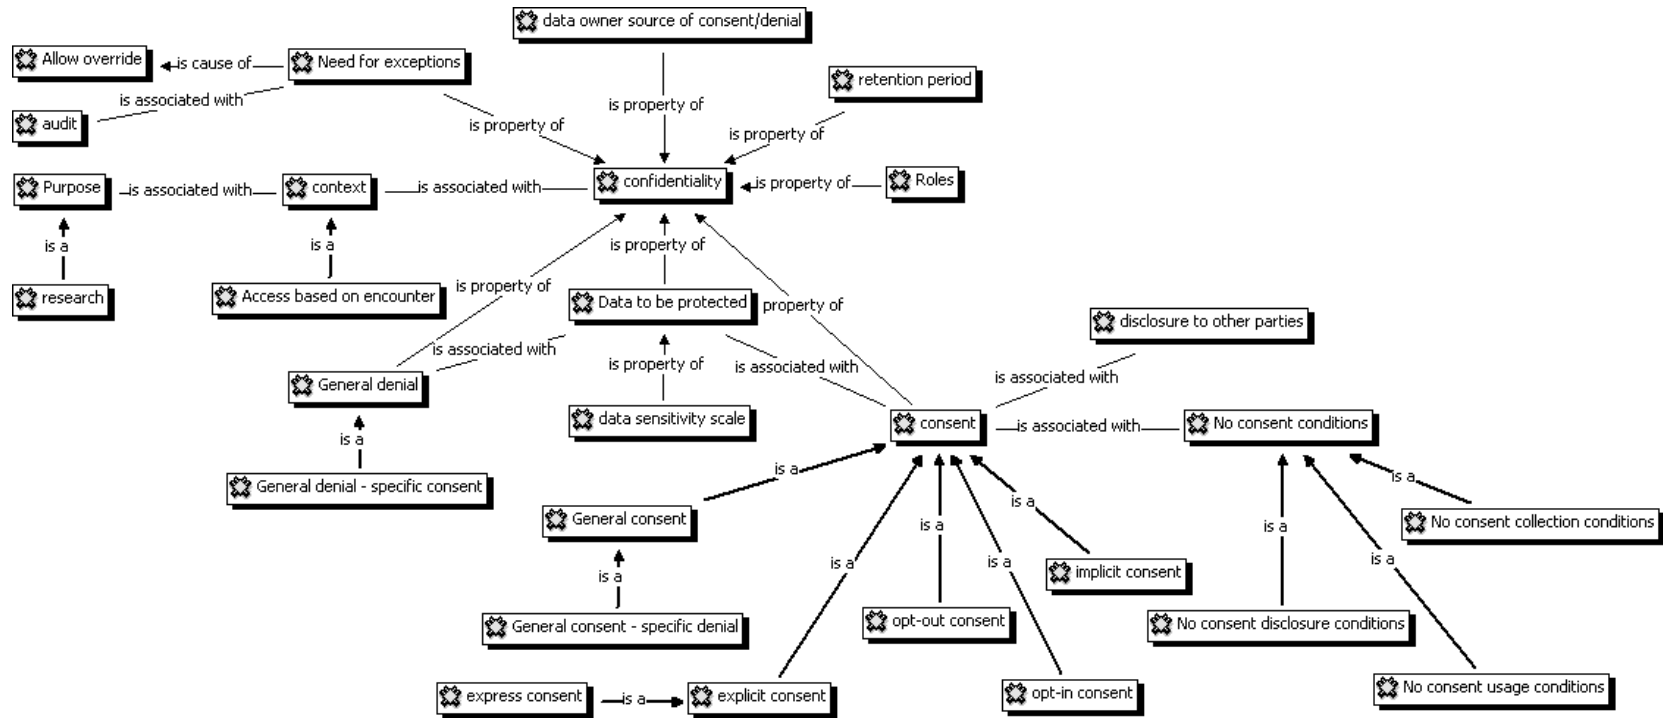 data owner source of consent/denial
Allow override
is cause of
Need for exceptions
retention period
is associated with
is property of
audit
is property of
is property of
Purpose
is associated with
context
is associated with
confidentiality
is property of
Roles
is a
is a
is property of
research
Access based on encounter
is property of
Data to be protected
property of
disclosure to other parties
is associated with
is property of
is associated with
is associated with
General denial
data sensitivity scale
consent
is associated with
No consent conditions
is a
is a
is a
General denial - specific consent
is a
General consent
is a
is a
No consent collection conditions
is a
is a
is a
is a
implicit consent
General consent - specific denial
opt-out consent
No consent disclosure conditions
express consent
is a
explicit consent
opt-in consent
No consent usage conditions